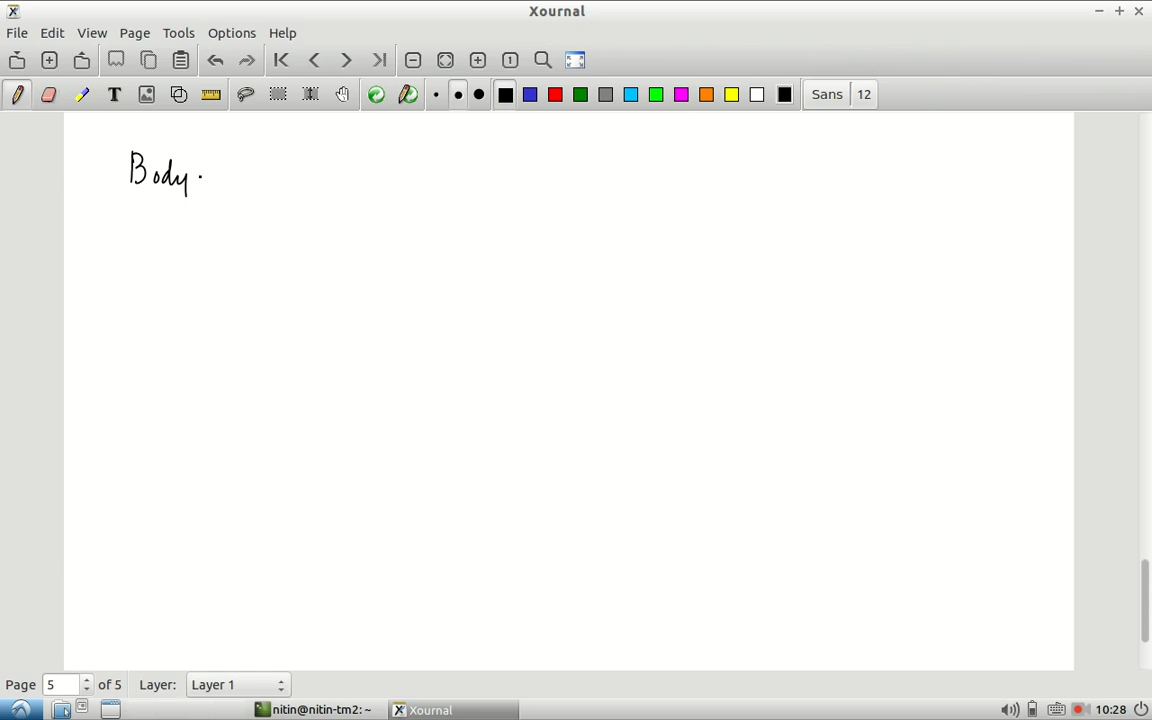 Xournal
File Edit View Page Tools Options Help
Sans 12
Body.
Page 5 of 5 Layer: Layer 1
nitin@nitin-tm2: ~ Xournal 10:28